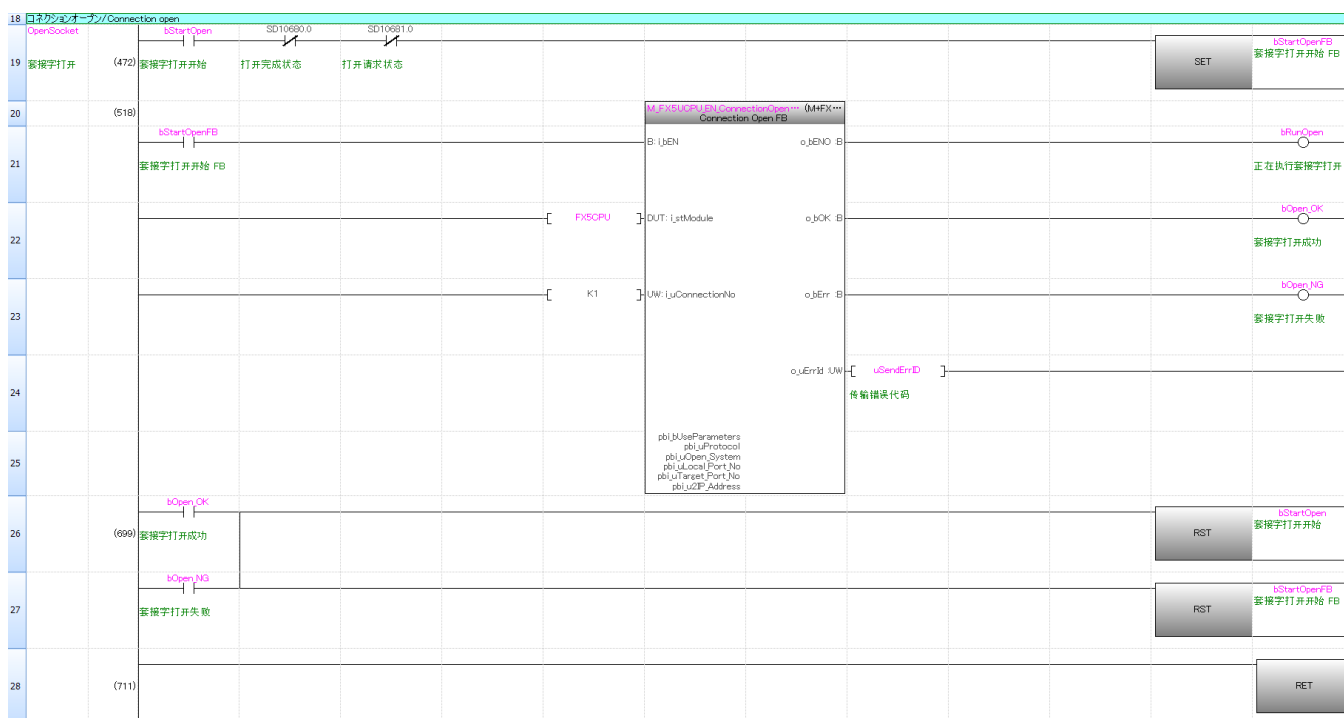 18 コネクションオープン/Connection open
OpenSocket bStartOpen SD10680.0 SD10681.0 bStartOpenFB
19 套接字打开 (472) 套接字打开开始 打开完成状态 打开请求状态 SET 套接字打开开始 FB
20 (518) M_FX5UCPU_EN_ConnectionOpen… (M+FX…
Connection Open FB
bStartOpenFB B: i_bEN o_bENO :B bRunOpen
21 套接字打开开始 FB 正在执行套接字打开
FX5CPU DUT: i_stModule o_bOK :B bOpen_OK
22 套接字打开成功
K1 UW: i_uConnectionNo o_bErr :B bOpen_NG
23 套接字打开失败
o_uErrId :UW uSendErrID
24 传输错误代码
pbi_bUseParameters
pbi_uProtocol
pbi_uOpen_System
25 pbi_uLocal_Port_No
pbi_uTarget_Port_No
pbi_u2IP_Address
bOpen_OK bStartOpen
26 (699) 套接字打开成功 RST 套接字打开开始
bOpen_NG bStartOpenFB
27 套接字打开失败 RST 套接字打开开始 FB
28 (711) RET